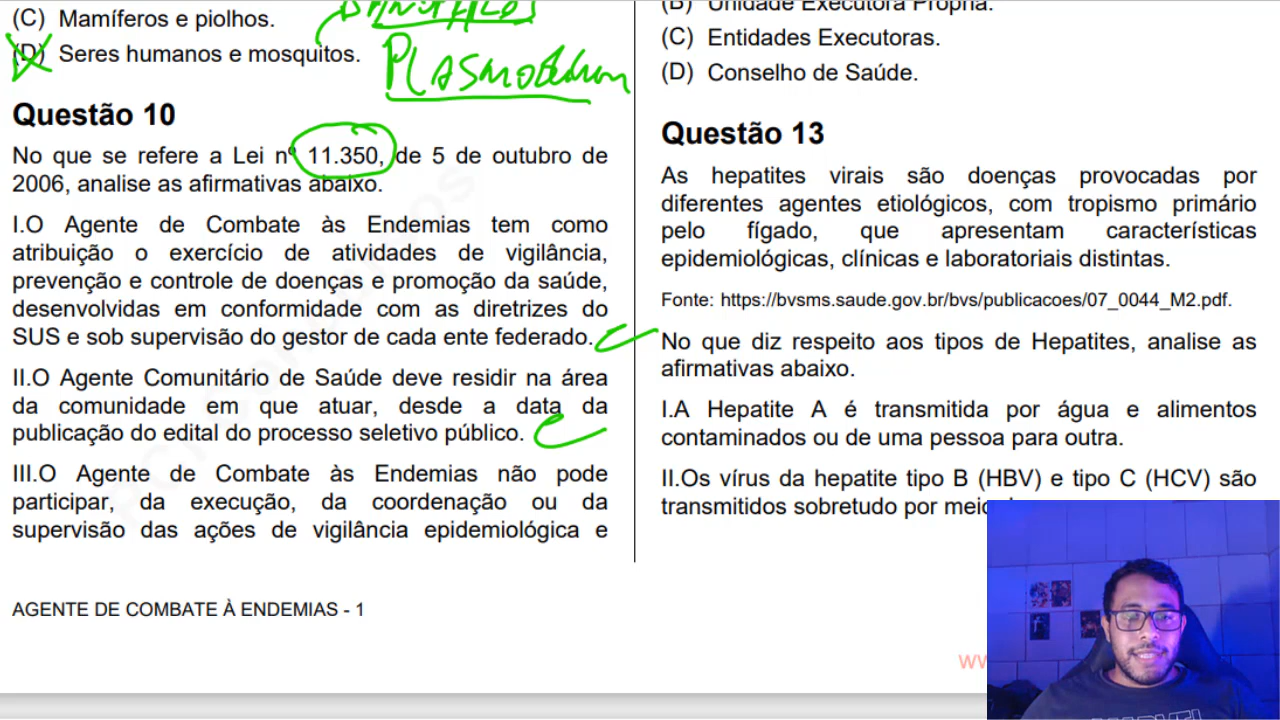 (C) Mamíferos e piolhos.
(D) Seres humanos e mosquitos.
PLASMODIUM
Questão 10
No que se refere a Lei nº 11.350, de 5 de outubro de
2006, analise as afirmativas abaixo.
I.O Agente de Combate às Endemias tem como
atribuição o exercício de atividades de vigilância,
prevenção e controle de doenças e promoção da saúde,
desenvolvidas em conformidade com as diretrizes do
SUS e sob supervisão do gestor de cada ente federado.
II.O Agente Comunitário de Saúde deve residir na área
da comunidade em que atuar, desde a data da
publicação do edital do processo seletivo público.
III.O Agente de Combate às Endemias não pode
participar, da execução, da coordenação ou da
supervisão das ações de vigilância epidemiológica e
AGENTE DE COMBATE À ENDEMIAS - 1
(B) Unidade Executora Própria.
(C) Entidades Executoras.
(D) Conselho de Saúde.
Questão 13
As hepatites virais são doenças provocadas por
diferentes agentes etiológicos, com tropismo primário
pelo fígado, que apresentam características
epidemiológicas, clínicas e laboratoriais distintas.
Fonte: https://bvsms.saude.gov.br/bvs/publicacoes/07_0044_M2.pdf.
No que diz respeito aos tipos de Hepatites, analise as
afirmativas abaixo.
I.A Hepatite A é transmitida por água e alimentos
contaminados ou de uma pessoa para outra.
II.Os vírus da hepatite tipo B (HBV) e tipo C (HCV) são
transmitidos sobretudo por meio